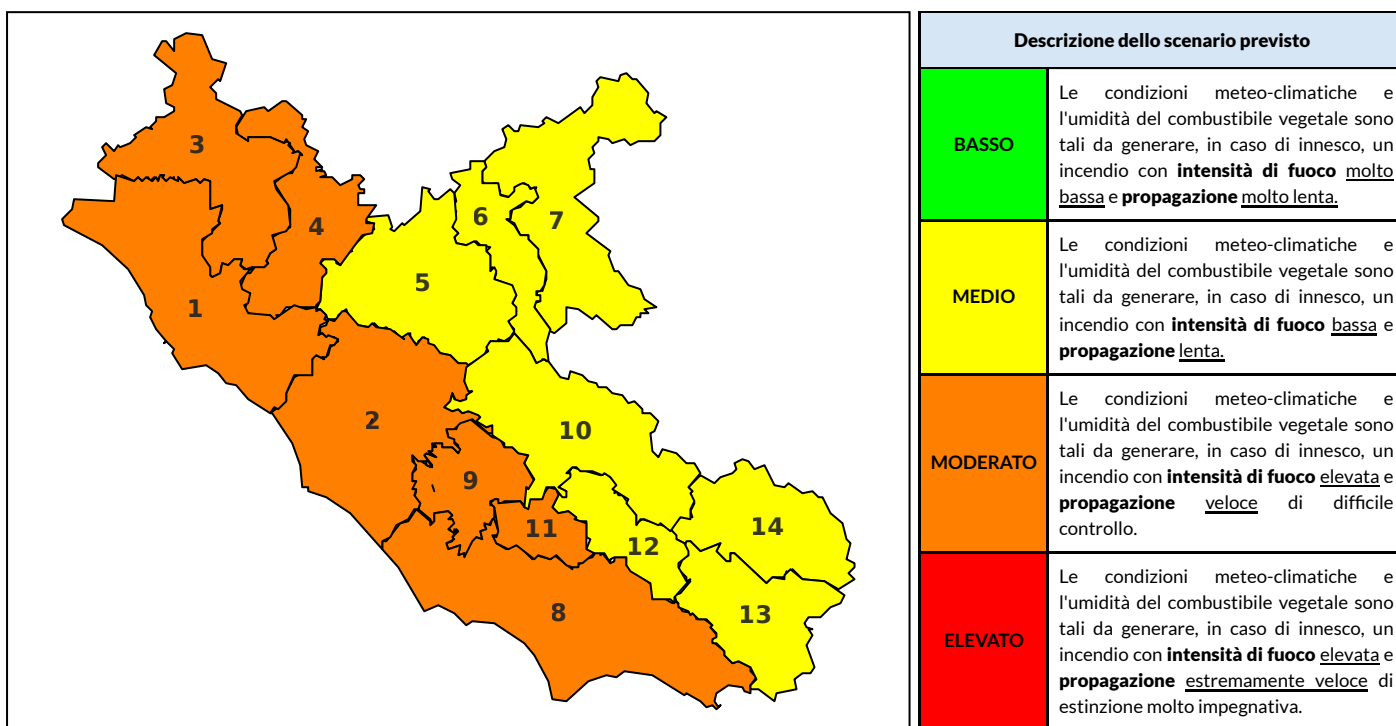 3
4
6
7
5
1
2
10
9
14
11
12
8
13
Descrizione dello scenario previsto
BASSO
Le condizioni meteo-climatiche e
l'umidità del combustibile vegetale sono
tali da generare, in caso di innesco, un
incendio con intensità di fuoco molto
bassa e propagazione molto lenta.
MEDIO
Le condizioni meteo-climatiche e
l'umidità del combustibile vegetale sono
tali da generare, in caso di innesco, un
incendio con intensità di fuoco bassa e
propagazione lenta.
MODERATO
Le condizioni meteo-climatiche e
l'umidità del combustibile vegetale sono
tali da generare, in caso di innesco, un
incendio con intensità di fuoco elevata e
propagazione veloce di difficile
controllo.
ELEVATO
Le condizioni meteo-climatiche e
l'umidità del combustibile vegetale sono
tali da generare, in caso di innesco, un
incendio con intensità di fuoco elevata e
propagazione estremamente veloce di
estinzione molto impegnativa.